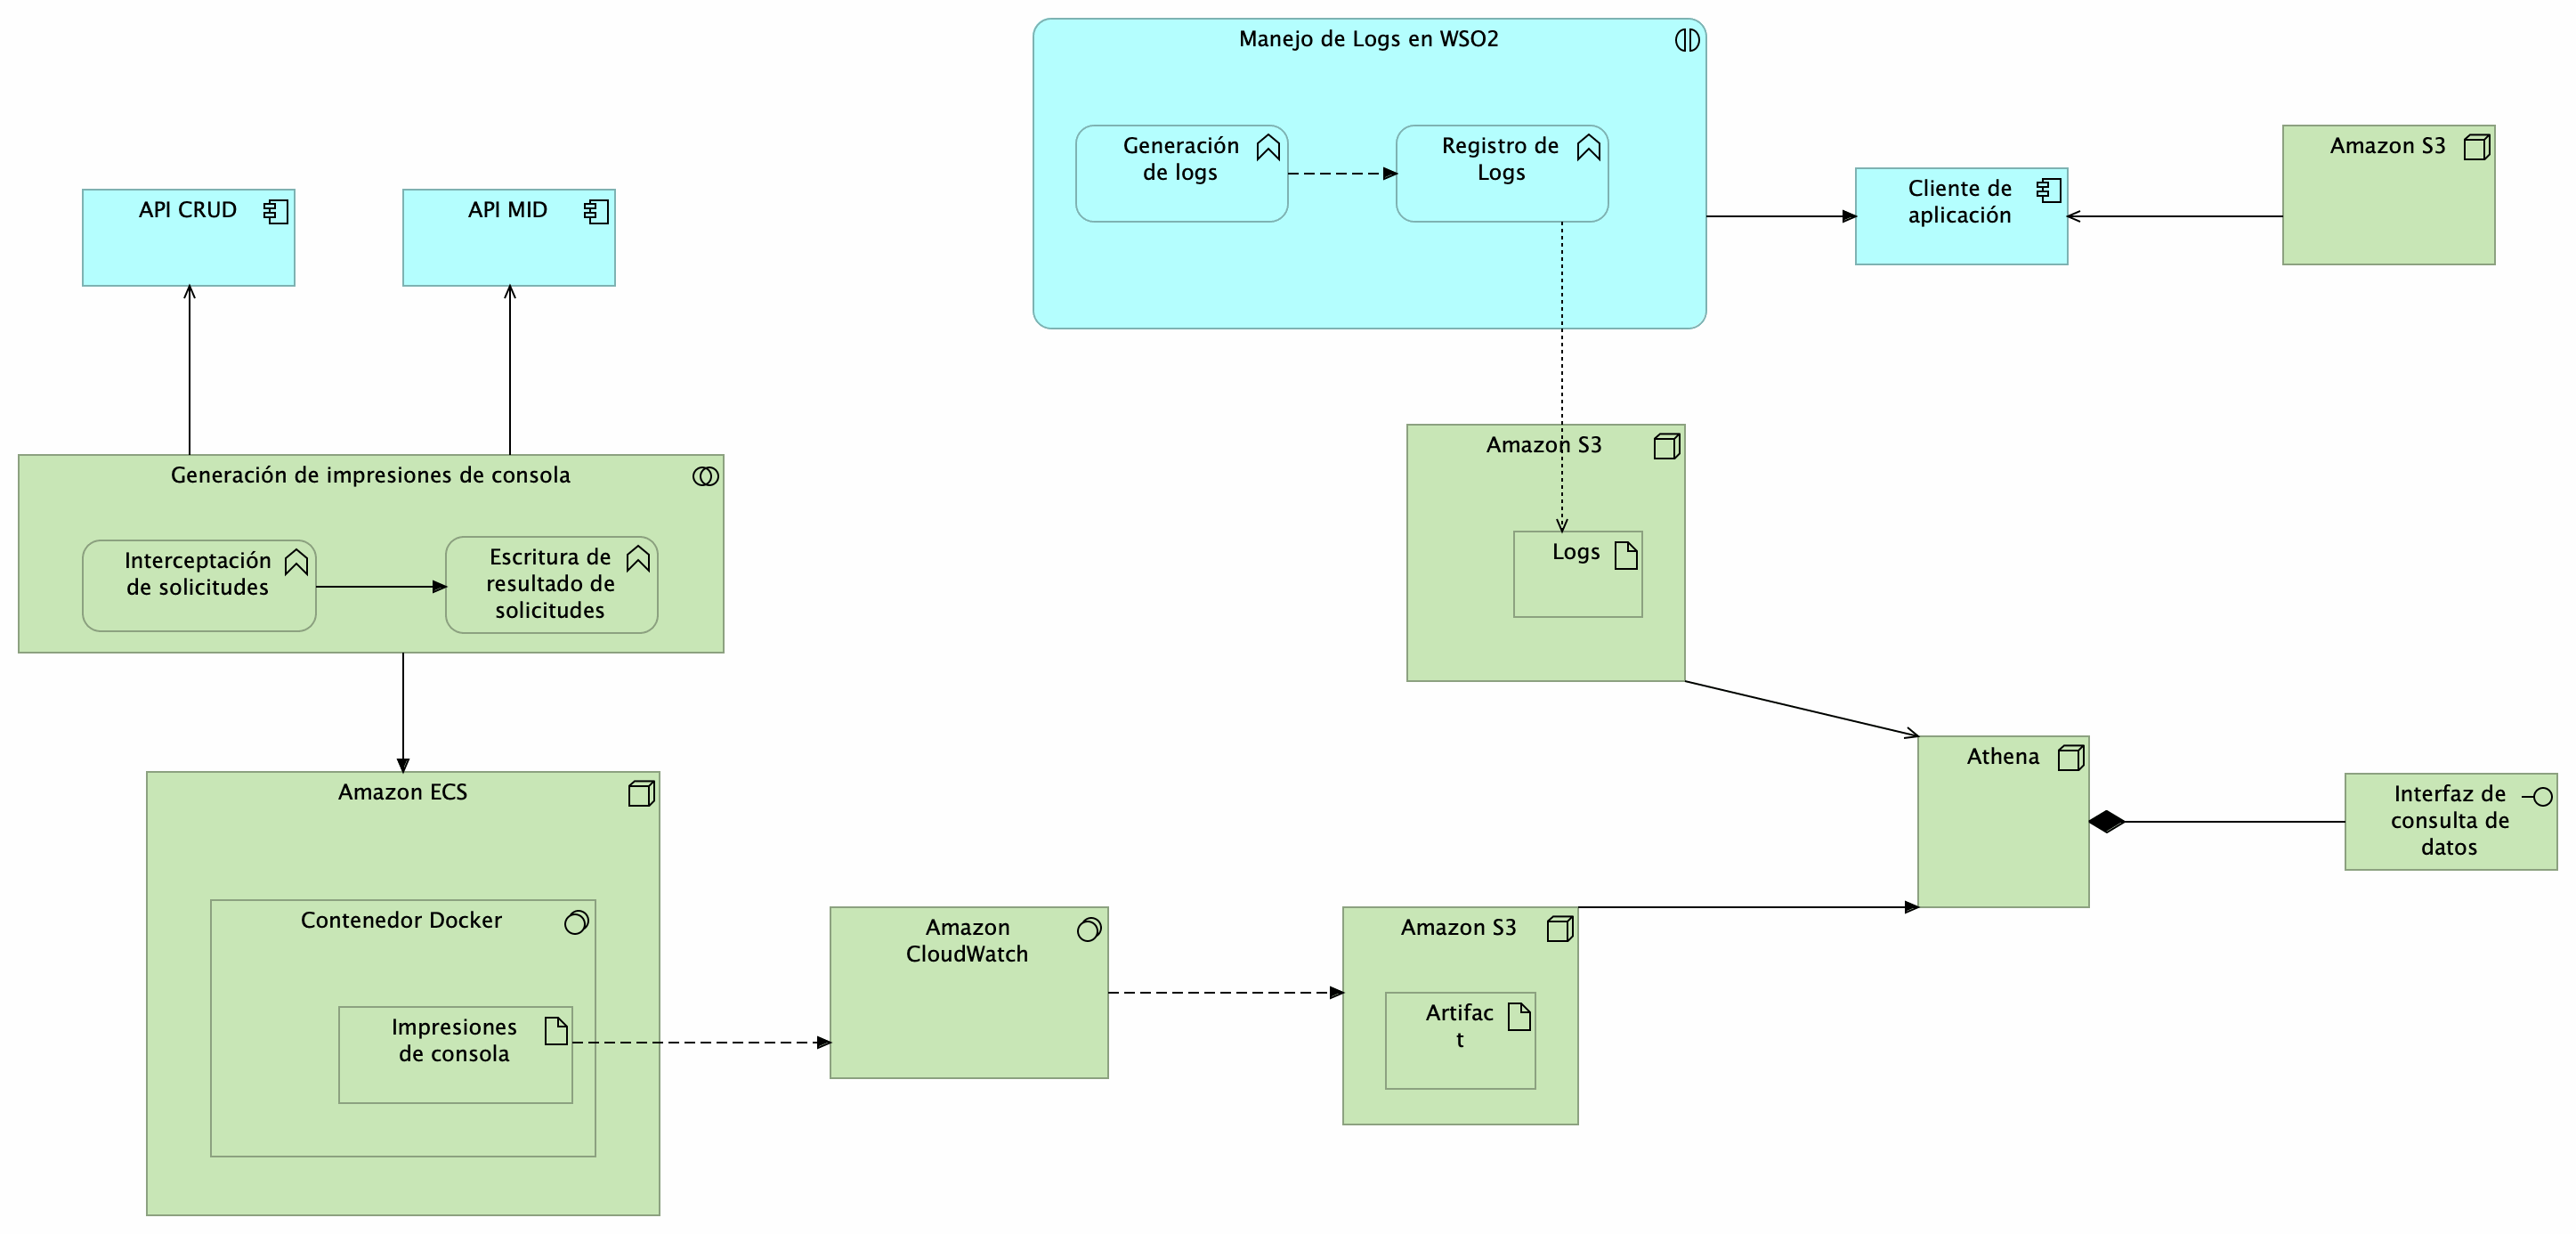 Manejo de Logs en WSO2
Generación
de logs
Registro de
Logs
Cliente de
aplicación
Amazon S3
API CRUD
API MID
Generación de impresiones de consola
Interceptación
de solicitudes
Escritura de
resultado de
solicitudes
Amazon S3
Logs
Athena
Interfaz de
consulta de
datos
Amazon ECS
Contenedor Docker
Impresiones
de consola
Amazon
CloudWatch
Amazon S3
Artifac
t